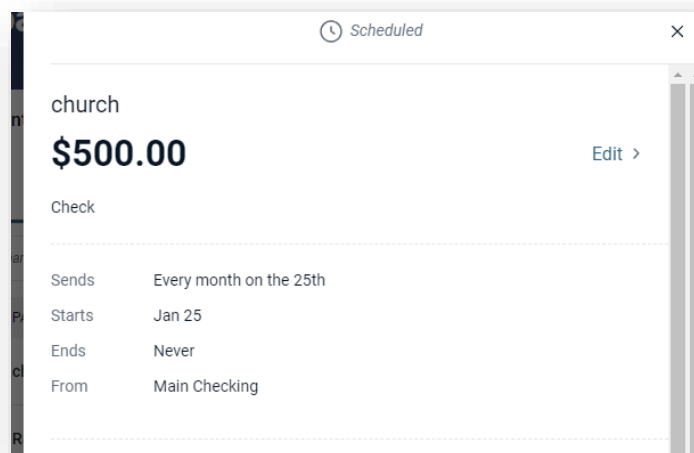 Scheduled
church
$500.00
Edit
Check
Sends Every month on the 25th
Starts Jan 25
Ends Never
From Main Checking